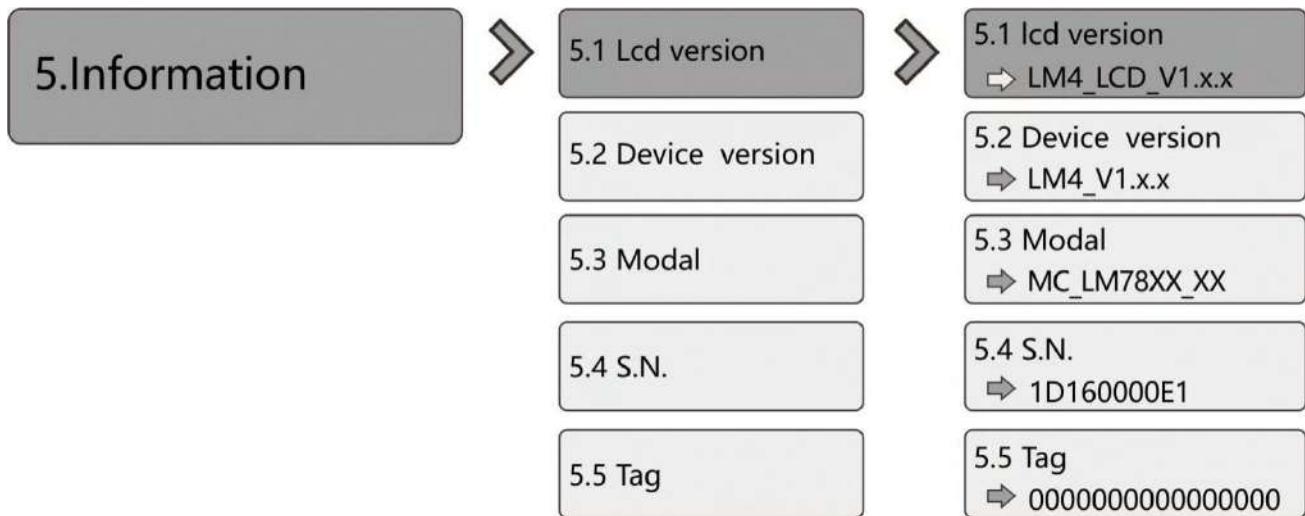 5.Information
5.1 Lcd version
5.2 Device version
5.3 Modal
5.4 S.N.
5.5 Tag
5.1 lcd version
LM4_LCD_V1.x.x
5.2 Device version
LM4_V1.x.x
5.3 Modal
MC_LM78XX_XX
5.4 S.N.
1D160000E1
5.5 Tag
0000000000000000